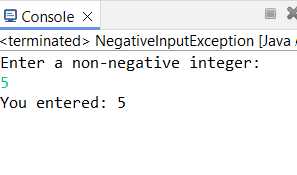 Console
<terminated> NegativeInputException [Java
Enter a non-negative integer:
5
You entered: 5